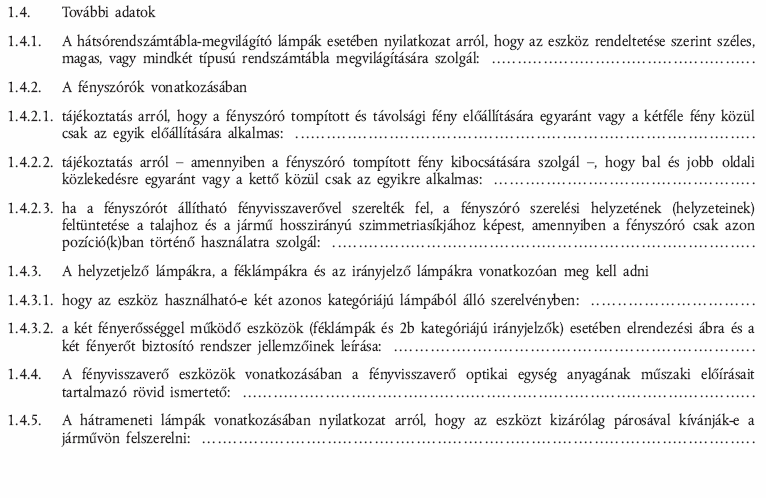 1.4. További adatok
1.4.1. A hátsórendszámtábla-megvilágító lámpák esetében nyilatkozat arról, hogy az eszköz rendeltetése szerint széles,
magas, vagy mindkét típusú rendszámtábla megvilágítására szolgál: ..................................................
1.4.2. A fényszórók vonatkozásában
1.4.2.1. tájékoztatás arról, hogy a fényszóró tompított és távolsági fény előállítására egyaránt vagy a kétféle fény közül
csak az egyik előállítására alkalmas: ........................................................................................
1.4.2.2. tájékoztatás arról – amennyiben a fényszóró tompított fény kibocsátására szolgál –, hogy bal és jobb oldali
közlekedésre egyaránt vagy a kettő közül csak az egyikre alkalmas: ..................................................
1.4.2.3. ha a fényszórót állítható fényvisszaverővel szerelték fel, a fényszóró szerelési helyzetének (helyzeteinek)
feltüntetése a talajhoz és a jármű hosszirányú szimmetriasíkjához képest, amennyiben a fényszóró csak azon
pozíció(k)ban történő használatra szolgál: .................................................................................
1.4.3. A helyzetjelző lámpákra, a féklámpákra és az irányjelző lámpákra vonatkozóan meg kell adni
1.4.3.1. hogy az eszköz használható-e két azonos kategóriájú lámpából álló szerelvényben: ...............................
1.4.3.2. a két fényerősséggel működő eszközök (féklámpák és 2b kategóriájú irányjelzők) esetében elrendezési ábra és a
két fényerőt biztosító rendszer jellemzőinek leírása: .....................................................................
1.4.4. A fényvisszaverő eszközök vonatkozásában a fényvisszaverő optikai egység anyagának műszaki előírásait
tartalmazó rövid ismertető: ..................................................................................................
1.4.5. A hátrameneti lámpák vonatkozásában nyilatkozat arról, hogy az eszközt kizárólag párosával kívánják-e a
járművön felszerelni: ..........................................................................................................